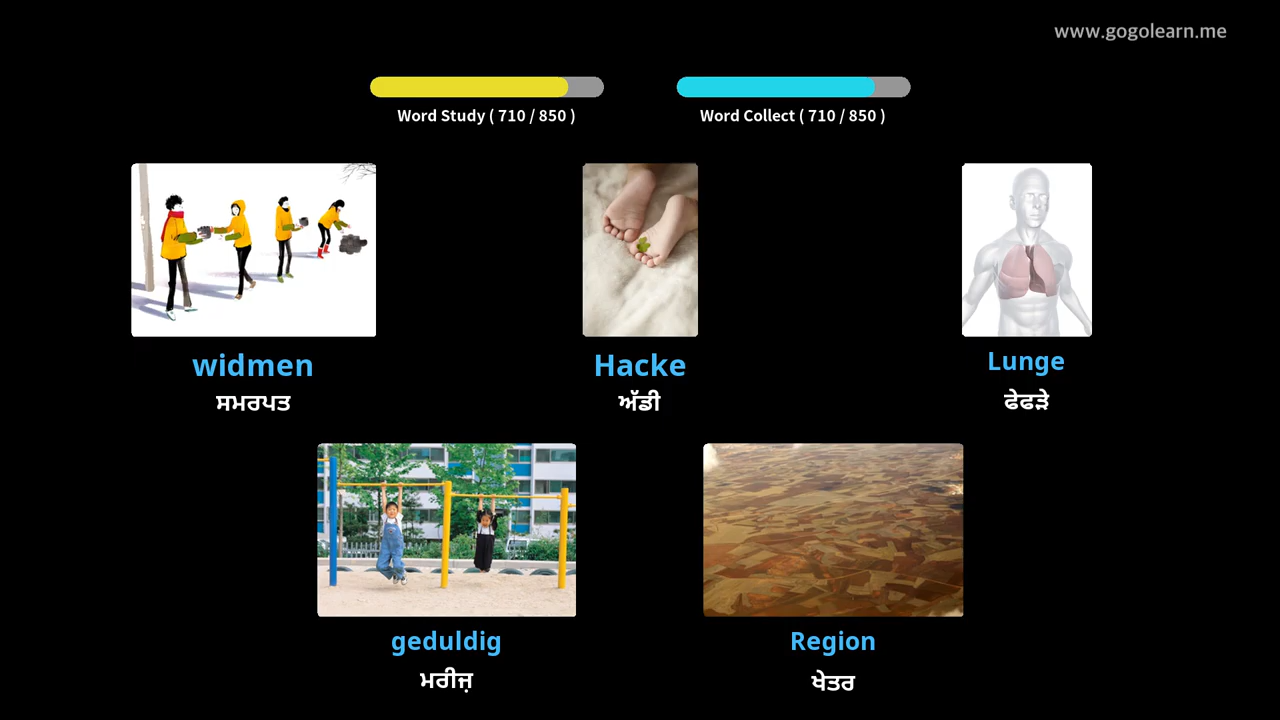 www.gogolearn.me
Word Study ( 710 / 850 )
Word Collect ( 710 / 850 )
widmen
ਸਮਰਪਤ
Hacke
ਅੱਡੀ
Lunge
ਫੇਫੜੇ
geduldig
ਮਰੀਜ਼
Region
ਖੇਤਰ